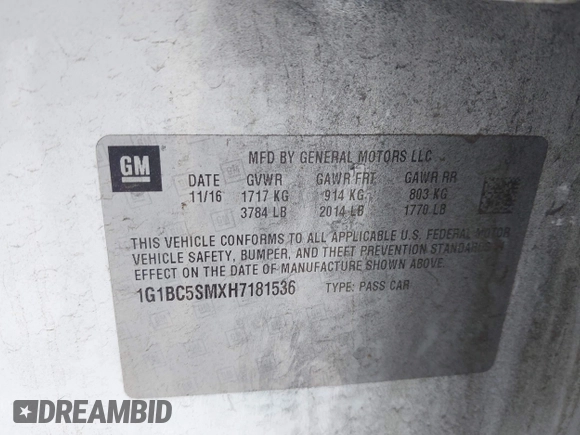 GM
MFD BY GENERAL MOTORS LLC
DATE GVWR GAWR FRT GAWR RR
11/16 1717 KG 914 KG 803 KG
3784 LB 2014 LB 1770 LB
THIS VEHICLE CONFORMS TO ALL APPLICABLE U.S. FEDERAL MOTOR
VEHICLE SAFETY, BUMPER, AND THEFT PREVENTION STANDARDS IN
EFFECT ON THE DATE OF MANUFACTURE SHOWN ABOVE.
1G1BC5SMXH7181536 TYPE: PASS CAR
DREAMBID